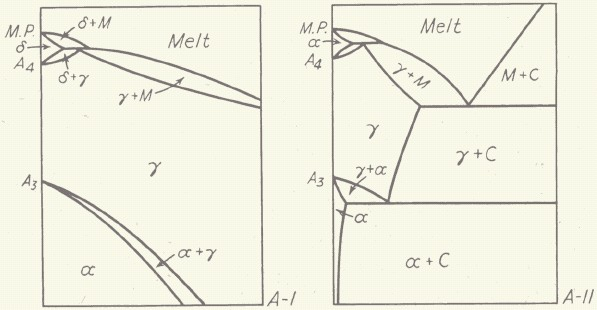 M.P.
δ+M
Melt
δ
A4
δ+γ
γ+M
γ
A3
α+γ
α
A-I
M.P.
Melt
α
A4
γ+M
M+C
γ
γ+C
A3
γ+α
α
α+C
A-II